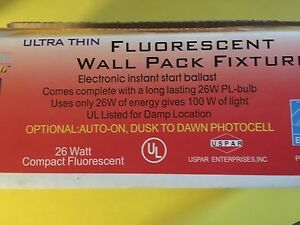 ULTRA THIN FLUORESCENT
WALL PACK FIXTURE
Electronic instant start ballast
Comes complete with a long lasting 26W PL-bulb
Uses only 26W of energy gives 100 W of light
UL Listed for Damp Location
OPTIONAL:AUTO-ON, DUSK TO DAWN PHOTOCELL
26 Watt
Compact Fluorescent
UL
USPAR
USPAR ENTERPRISES,INC